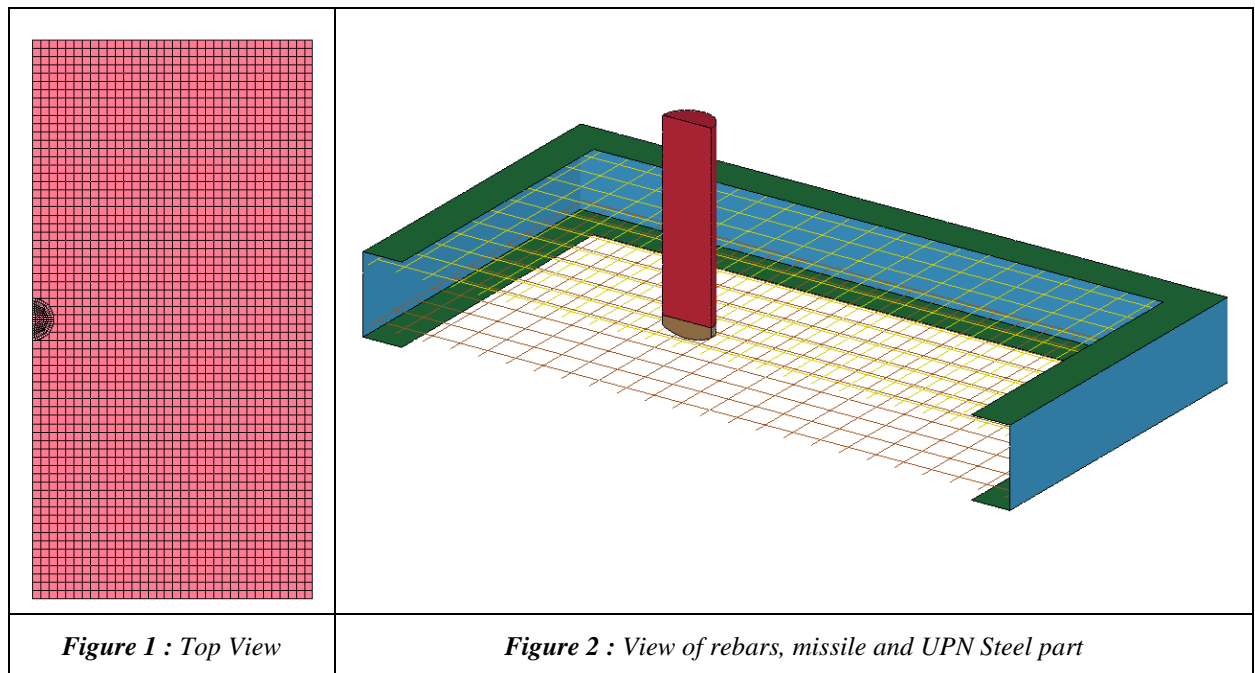 Figure 1 : Top View
Figure 2 : View of rebars, missile and UPN Steel part